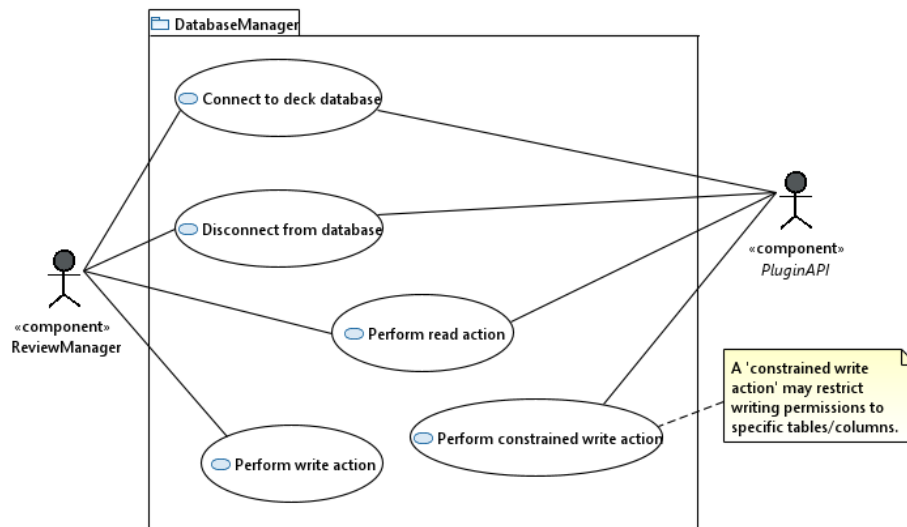 DatabaseManager
Connect to deck database
Disconnect from database
«component»
PluginAPI
«component»
ReviewManager
Perform read action
A 'constrained write
action' may restrict
writing permissions to
specific tables/columns.
Perform constrained write action
Perform write action